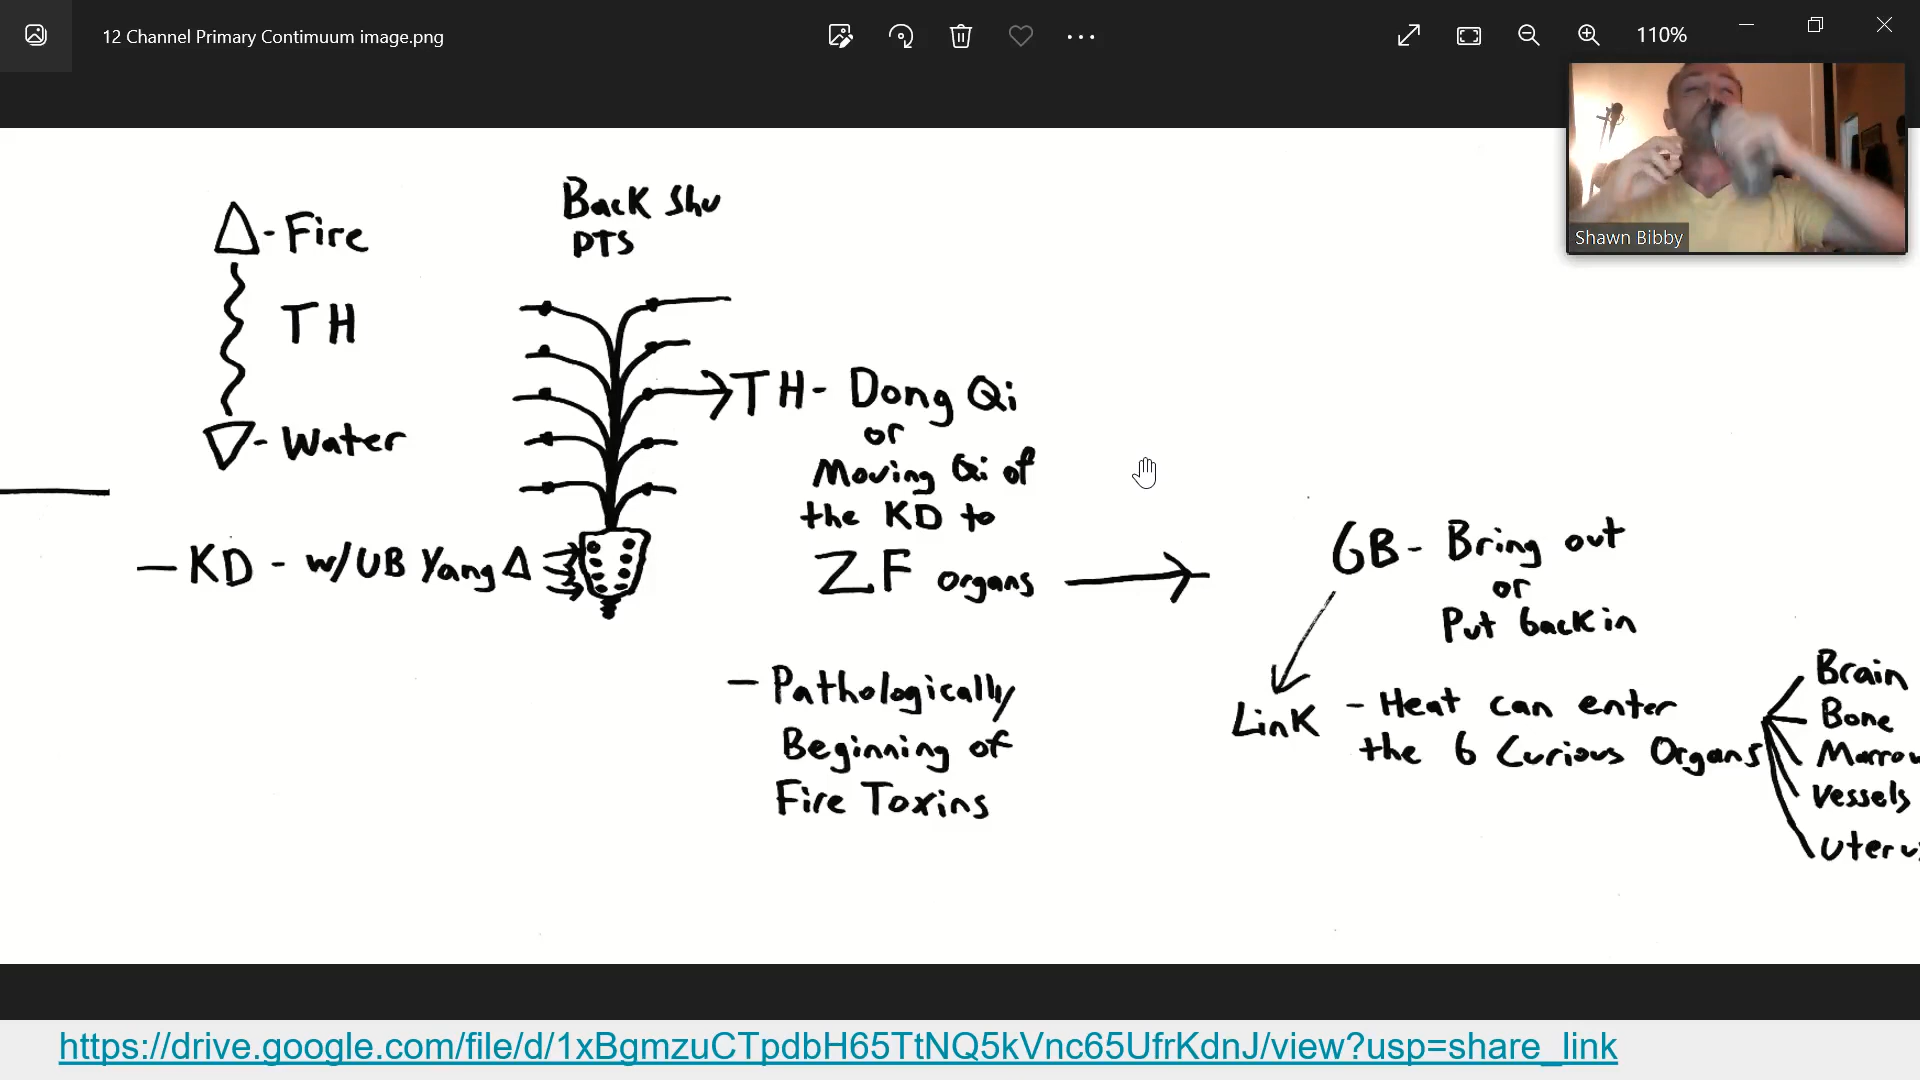 12 Channel Primary Contimuum image.png
110%
Shawn Bibby
Back Shu
PTS
Δ- Fire
TH
- Water
TH- Dong Qi
or
Moving Qi of
the KD to
ZF organs
- KD - w/UB Yang Δ
GB- Bring out
or
Put back in
- Pathologically
Beginning of
Fire Toxins
Link
- Heat can enter
the 6 Curious Organs
Brain
Bone
Marrow
Vessels
Uterus
https://drive.google.com/file/d/1xBgmzuCTpdbH65TtNQ5kVnc65UfrKdnJ/view?usp=share_link